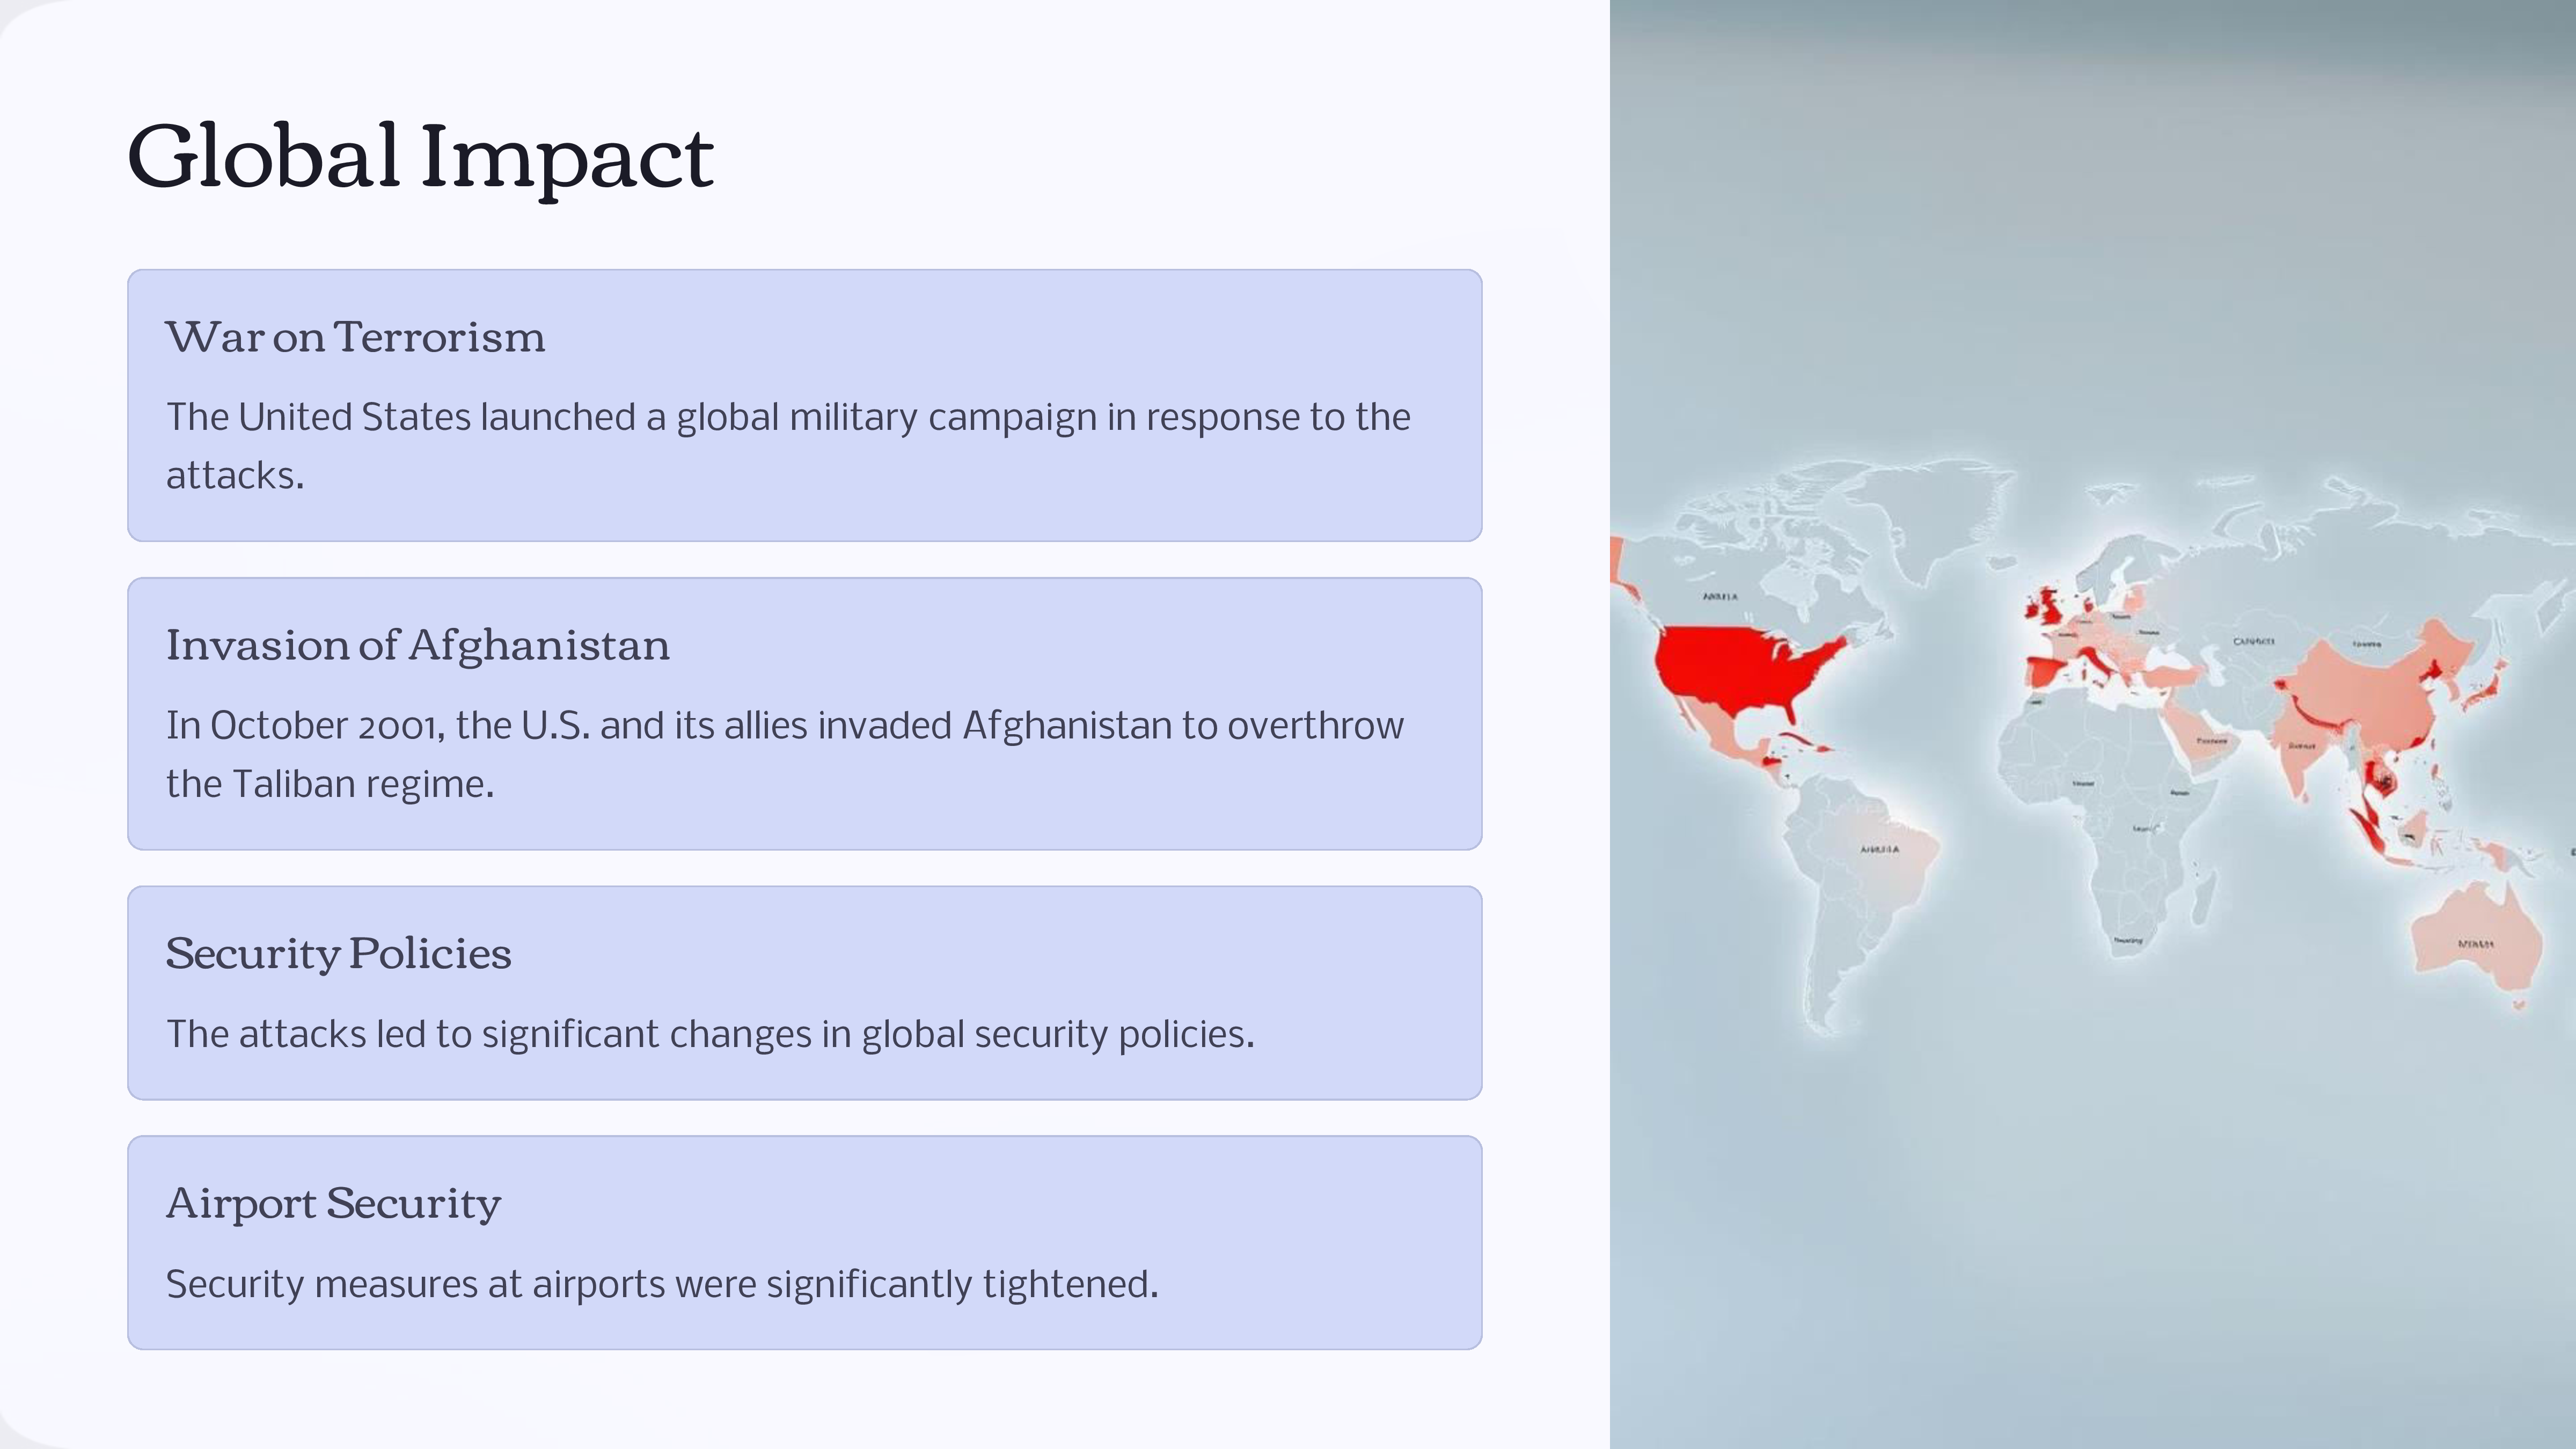 Global Impact
War on Terrorism
The United States launched a global military campaign in response to the
attacks.
Invasion of Afghanistan
In October 2001, the U.S. and its allies invaded Afghanistan to overthrow
the Taliban regime.
Security Policies
The attacks led to significant changes in global security policies.
Airport Security
Security measures at airports were significantly tightened.